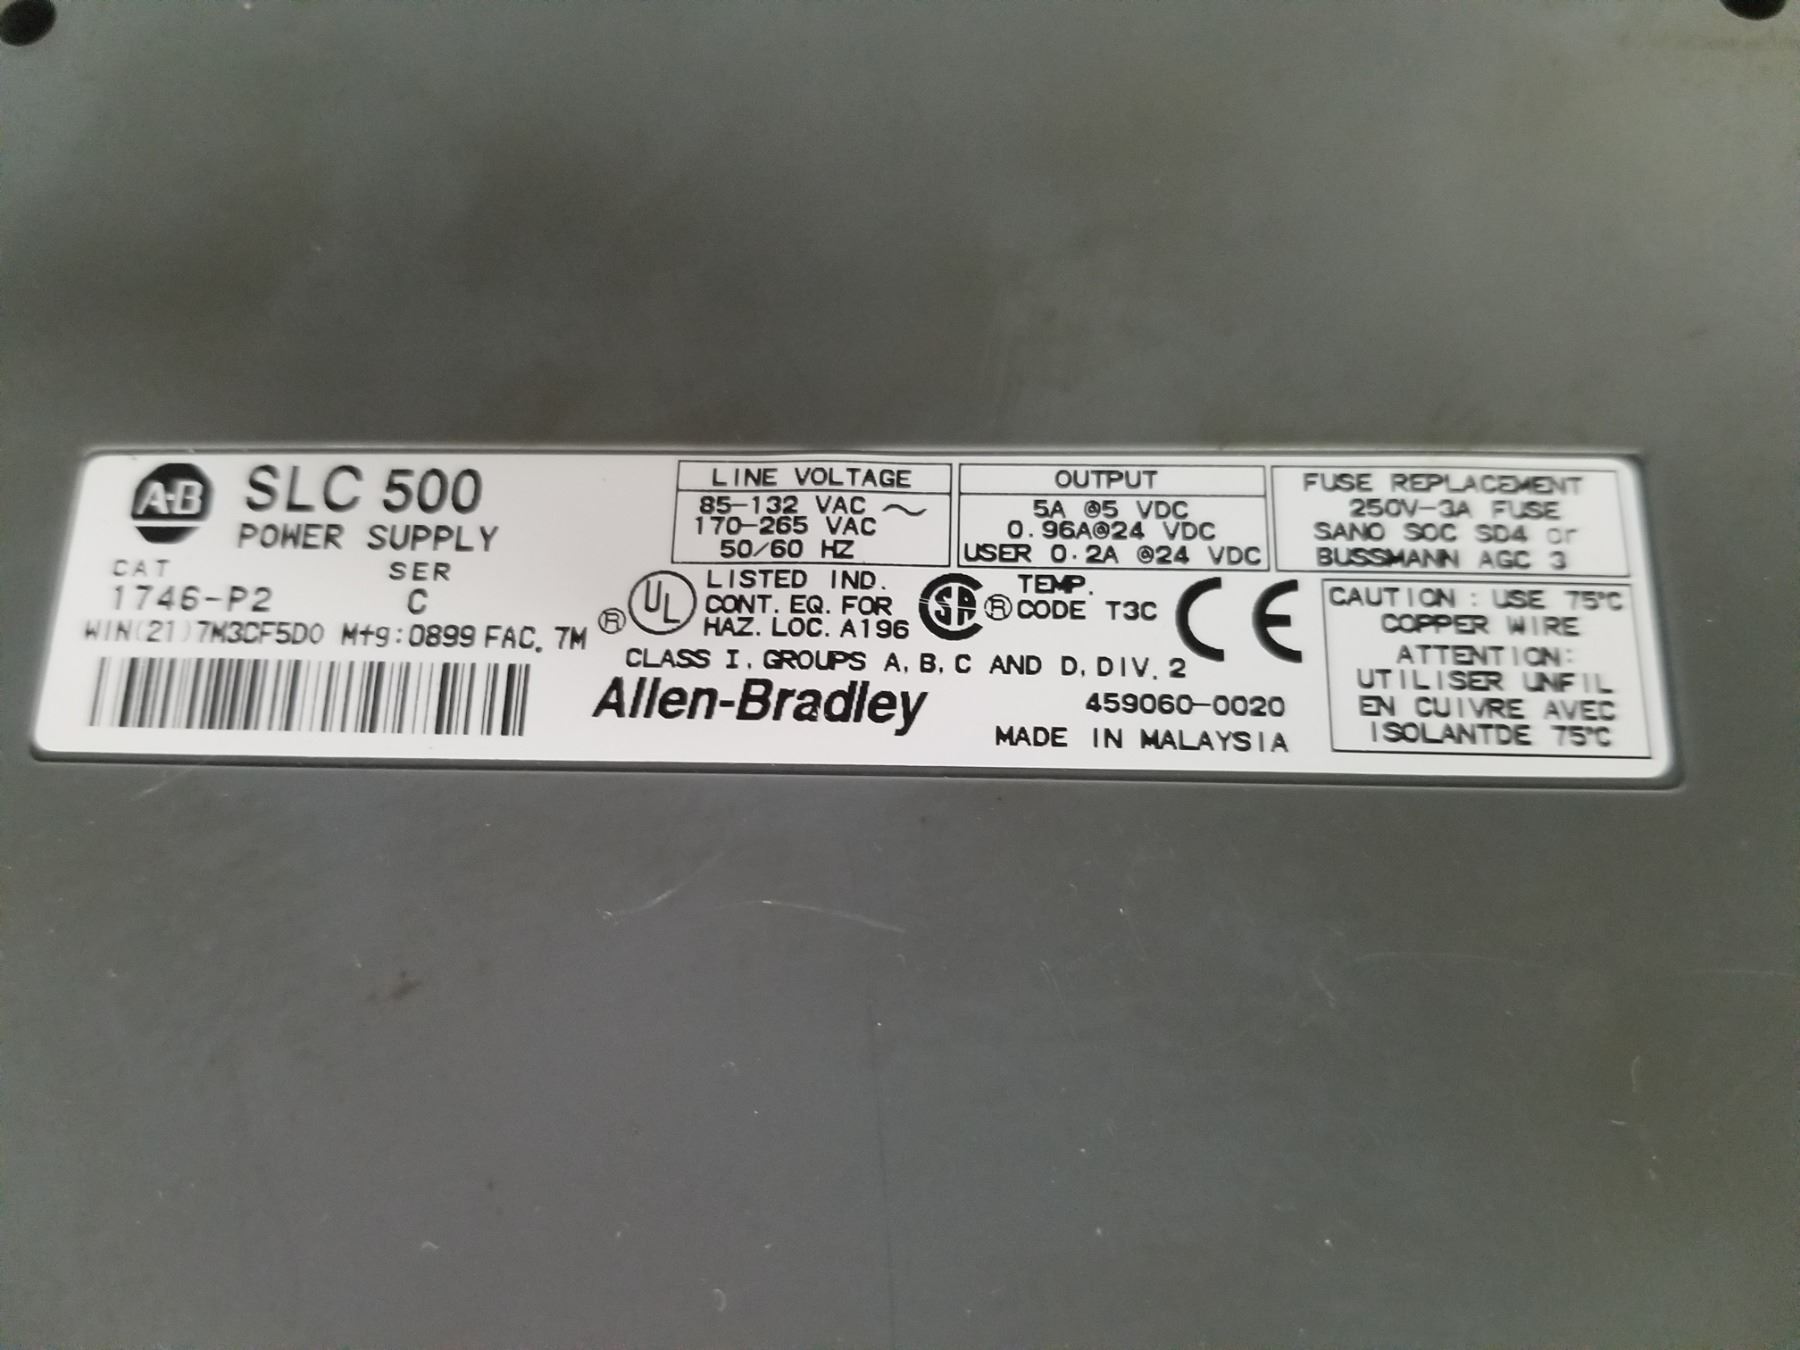 A-B
SLC 500
POWER SUPPLY
CAT SER
1746-P2 C
WIN(21)7M3CF5D0 Mfg:0899 FAC. 7M
LINE VOLTAGE
85-132 VAC ~
170-265 VAC
50/60 HZ
OUTPUT
5A @5 VDC
0.96A@24 VDC
USER 0.2A @24 VDC
FUSE REPLACEMENT
250V-3A FUSE
SANO SOC SD4 or
BUSSMANN AGC 3
® UL
LISTED IND.
CONT. EQ. FOR
HAZ. LOC. A196
SA ®
TEMP.
CODE T3C
CE
CLASS I, GROUPS A, B, C AND D, DIV. 2
Allen-Bradley
459060-0020
MADE IN MALAYSIA
CAUTION : USE 75°C
COPPER WIRE
ATTENTION:
UTILISER UNFIL
EN CUIVRE AVEC
ISOLANTDE 75°C